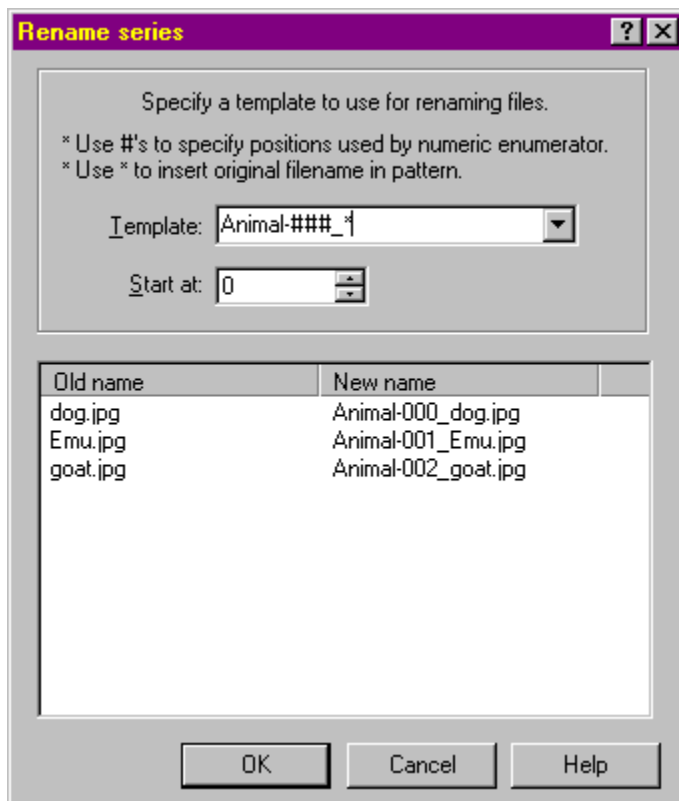 Rename series
Specify a template to use for renaming files.
* Use #'s to specify positions used by numeric enumerator.
* Use * to insert original filename in pattern.
Template: Animal-###_*
Start at: 0
Old name New name
dog.jpg Animal-000_dog.jpg
Emu.jpg Animal-001_Emu.jpg
goat.jpg Animal-002_goat.jpg
OK Cancel Help